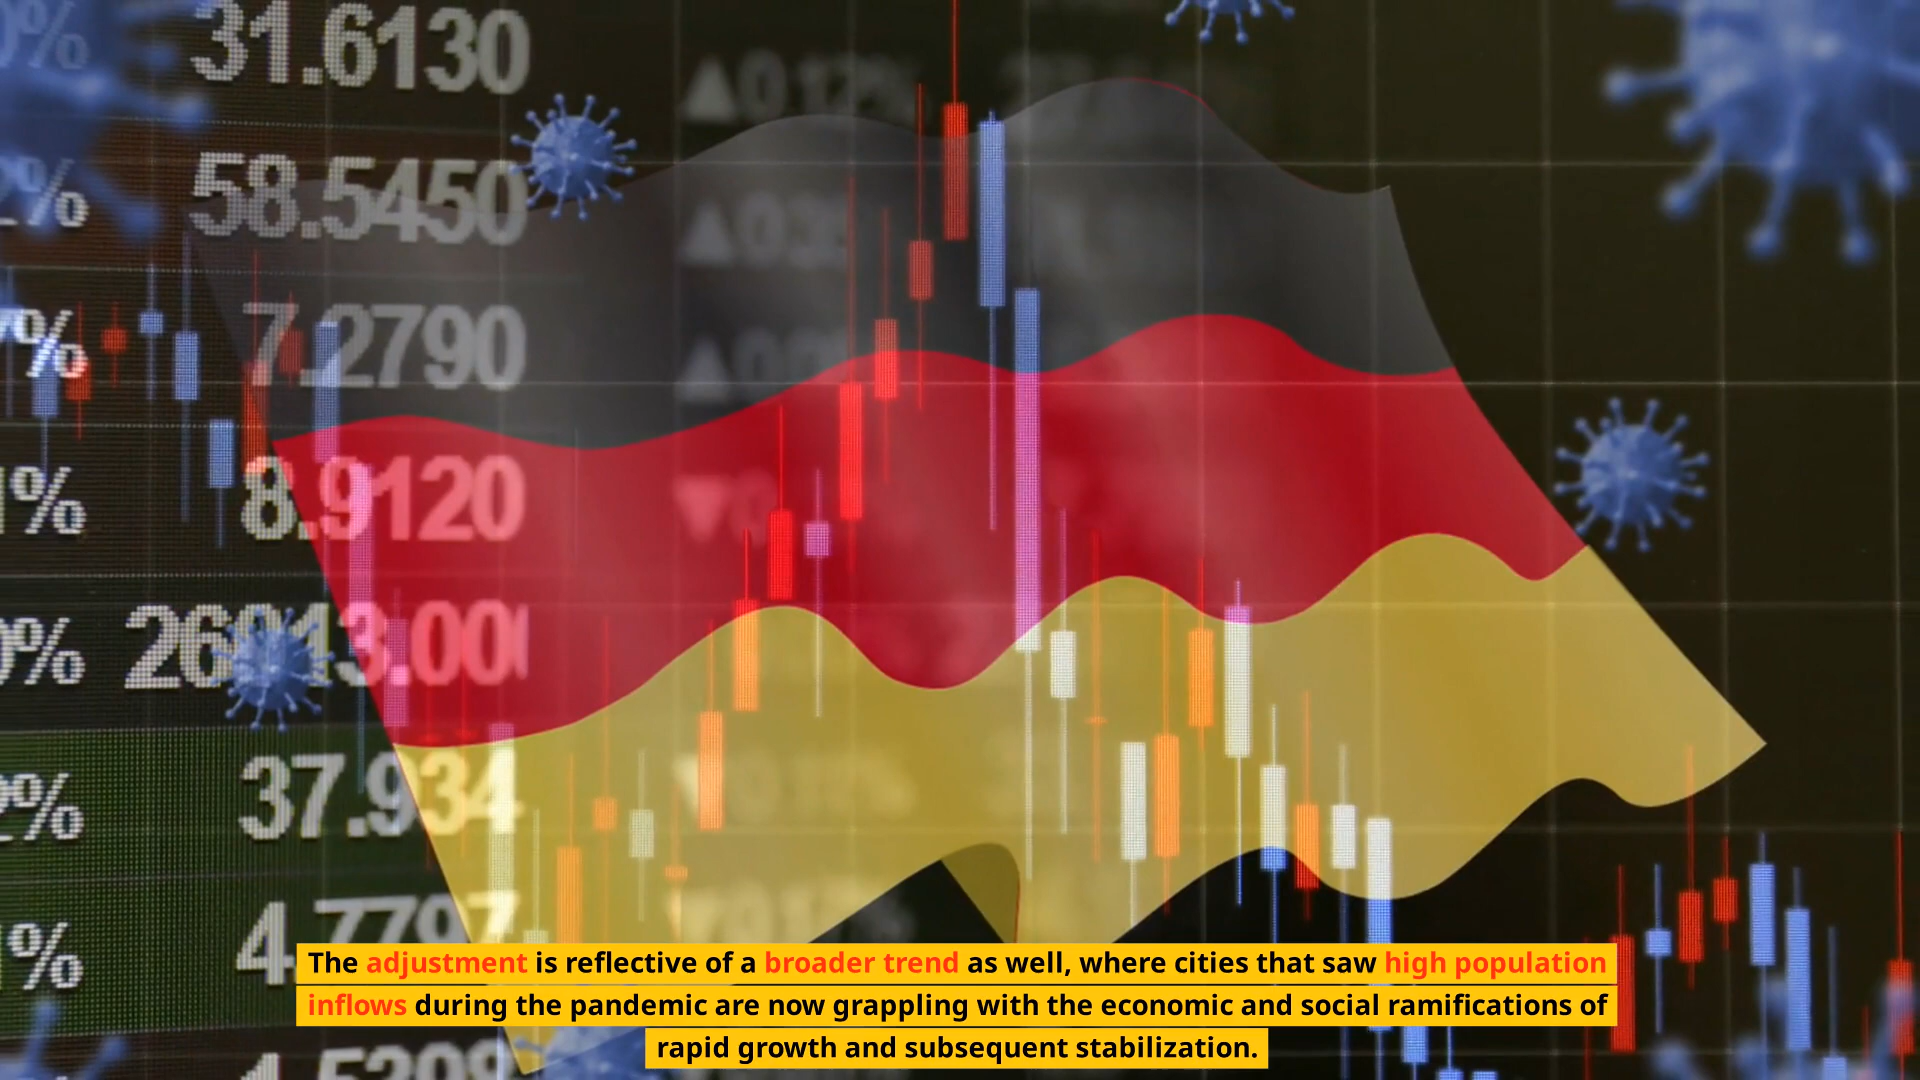 31.6130
58.5450
7.2790
8.9120
37.934
The adjustment is reflective of a broader trend as well, where cities that saw high population
inflows during the pandemic are now grappling with the economic and social ramifications of
rapid growth and subsequent stabilization.